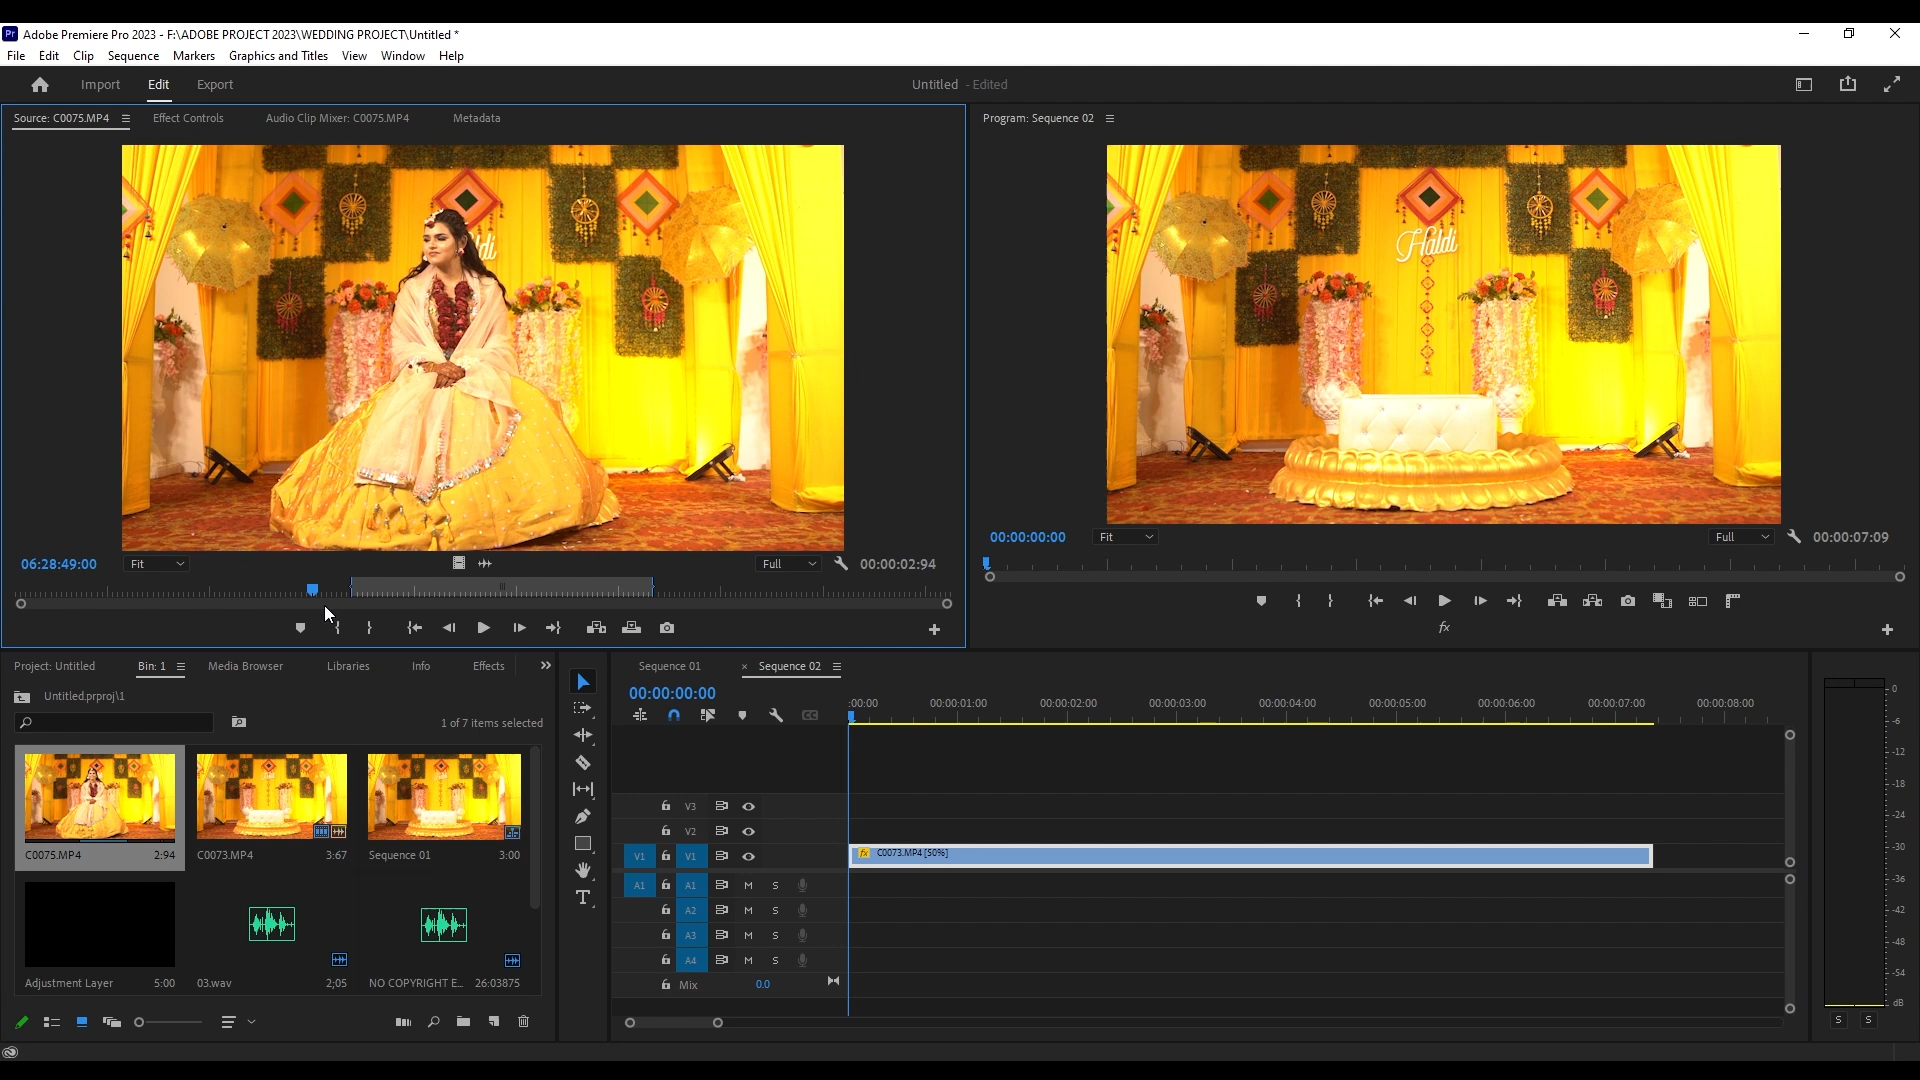 Adobe Premiere Pro 2023 - F:\ADOBE PROJECT 2023\WEDDING PROJECT\Untitled *
File Edit Clip Sequence Markers Graphics and Titles View Window Help
Import Edit Export Untitled - Edited
Source: C0075.MP4 Effect Controls Audio Clip Mixer: C0075.MP4 Metadata
Program: Sequence 02
Haldi
06:28:49:00 Fit Full 00:00:02:94
00:00:00:00 Fit Full 00:00:07:09
fx
Project: Untitled Bin: 1 Media Browser Libraries Info Effects
Untitled.prproj\1
1 of 7 items selected
C0075.MP4 2:94
C0073.MP4 3:67
Sequence 01 3:00
Adjustment Layer 5:00
03.wav 2;05
NO COPYRIGHT E... 26:03875
Sequence 01 × Sequence 02
00:00:00:00
:00:00 00:00:01:00 00:00:02:00 00:00:03:00 00:00:04:00 00:00:05:00 00:00:06:00 00:00:07:00 00:00:08:00
V3
V2
V1 V1 fx C0073.MP4 [50%]
A1 A1 M S
A2 M S
A3 M S
A4 M S
Mix 0.0
0
-6
-12
-18
-24
-30
-36
-42
-48
-54
dB
S S